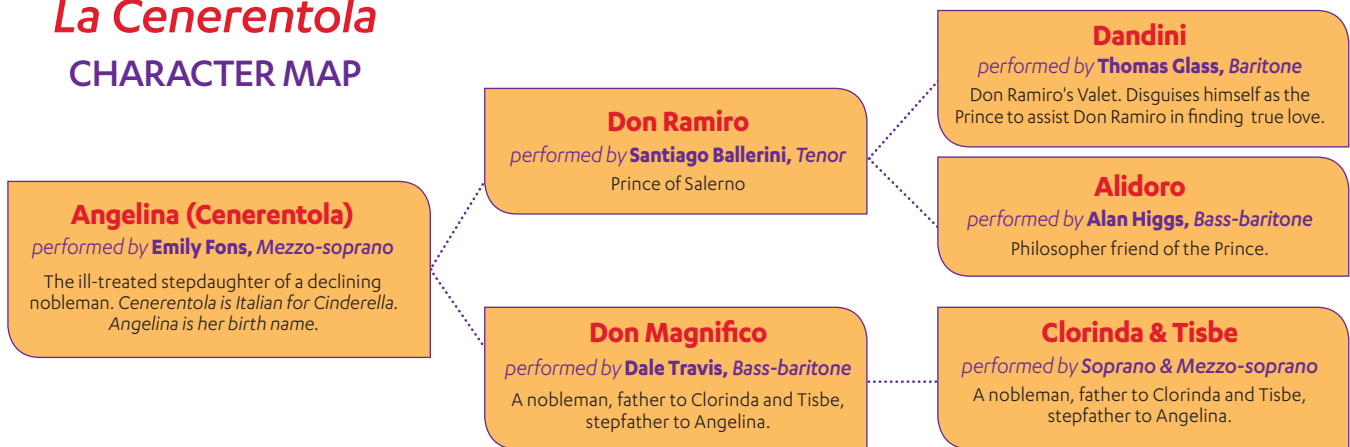 La Cenerentola
CHARACTER MAP
Angelina (Cenerentola)
performed by Emily Fons, Mezzo-soprano
The ill-treated stepdaughter of a declining
nobleman. Cenerentola is Italian for Cinderella.
Angelina is her birth name.
Don Ramiro
performed by Santiago Ballerini, Tenor
Prince of Salerno
Don Magnifico
performed by Dale Travis, Bass-baritone
A nobleman, father to Clorinda and Tisbe,
stepfather to Angelina.
Dandini
performed by Thomas Glass, Baritone
Don Ramiro's Valet. Disguises himself as the
Prince to assist Don Ramiro in finding true love.
Alidoro
performed by Alan Higgs, Bass-baritone
Philosopher friend of the Prince.
Clorinda & Tisbe
performed by Soprano & Mezzo-soprano
A nobleman, father to Clorinda and Tisbe,
stepfather to Angelina.